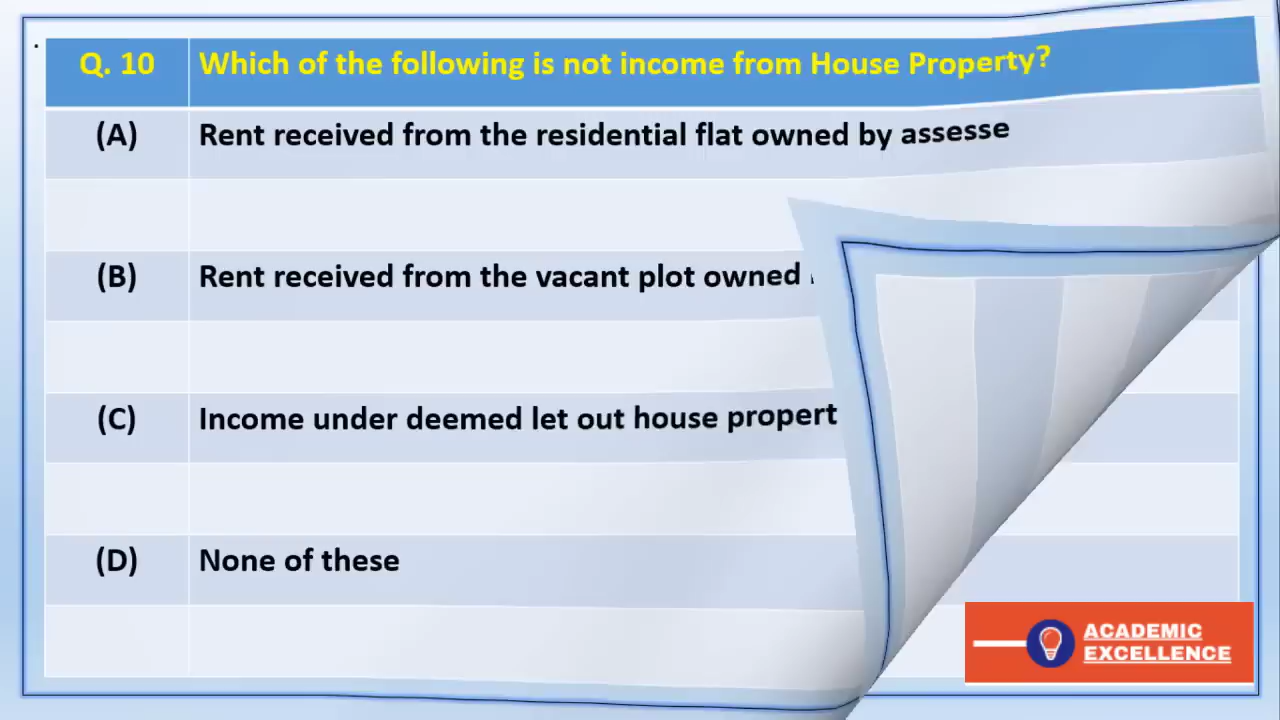 Q. 10 Which of the following is not income from House Property?
(A) Rent received from the residential flat owned by assesse
(B) Rent received from the vacant plot owned
(C) Income under deemed let out house propert
(D) None of these
ACADEMIC
EXCELLENCE